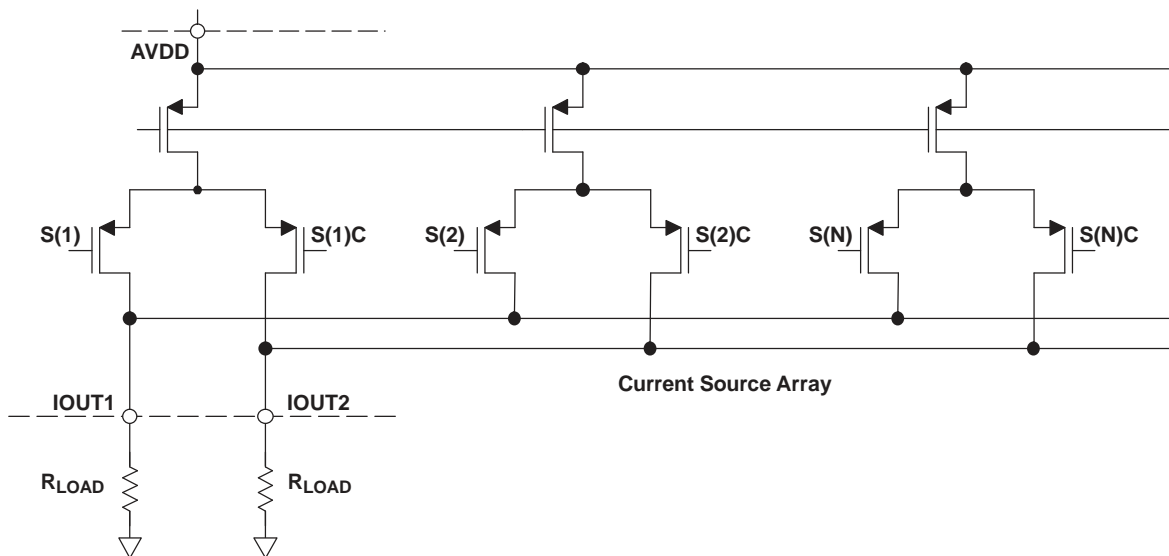 AVDD
S(1)
S(1)C
S(2)
S(2)C
S(N)
S(N)C
Current Source Array
IOUT1
IOUT2
RLOAD
RLOAD